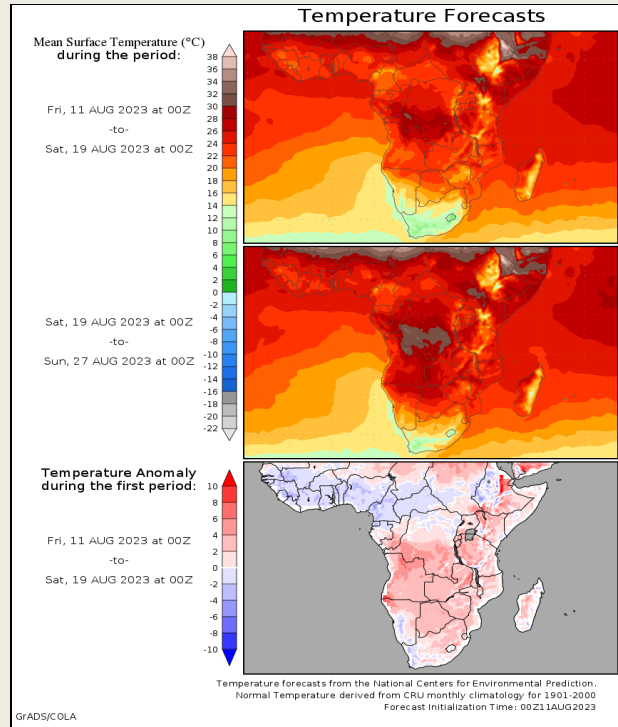 Temperature Forecasts
Mean Surface Temperature (°C)
during the period:
Fri, 11 AUG 2023 at 00Z
-to-
Sat, 19 AUG 2023 at 00Z
Sat, 19 AUG 2023 at 00Z
-to-
Sun, 27 AUG 2023 at 00Z
38
36
34
32
30
28
26
24
22
20
18
16
14
12
10
8
6
4
2
0
-2
-4
-6
-8
-10
-12
-14
-16
-18
-20
-22
Temperature Anomaly
during the first period:
Fri, 11 AUG 2023 at 00Z
-to-
Sat, 19 AUG 2023 at 00Z
10
8
6
4
2
0
-2
-4
-6
-8
-10
Temperature forecasts from the National Centers for Environmental Prediction.
Normal Temperature derived from CRU monthly climatology for 1901-2000
Forecast Initialization Time: 00Z11AUG2023
GrADS/COLA